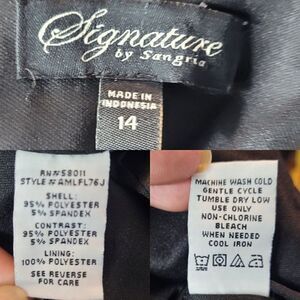 Signature
by Sangria
MADE IN
INDONESIA
14
RN#58011
STYLE#AMLFL76J
SHELL:
95% POLYESTER
5% SPANDEX
CONTRAST:
95% POLYESTER
5% SPANDEX
LINING:
100% POLYESTER
SEE REVERSE
FOR CARE
MACHINE WASH COLD
GENTLE CYCLE
TUMBLE DRY LOW
USE ONLY
NON-CHLORINE
BLEACH
WHEN NEEDED
COOL IRON